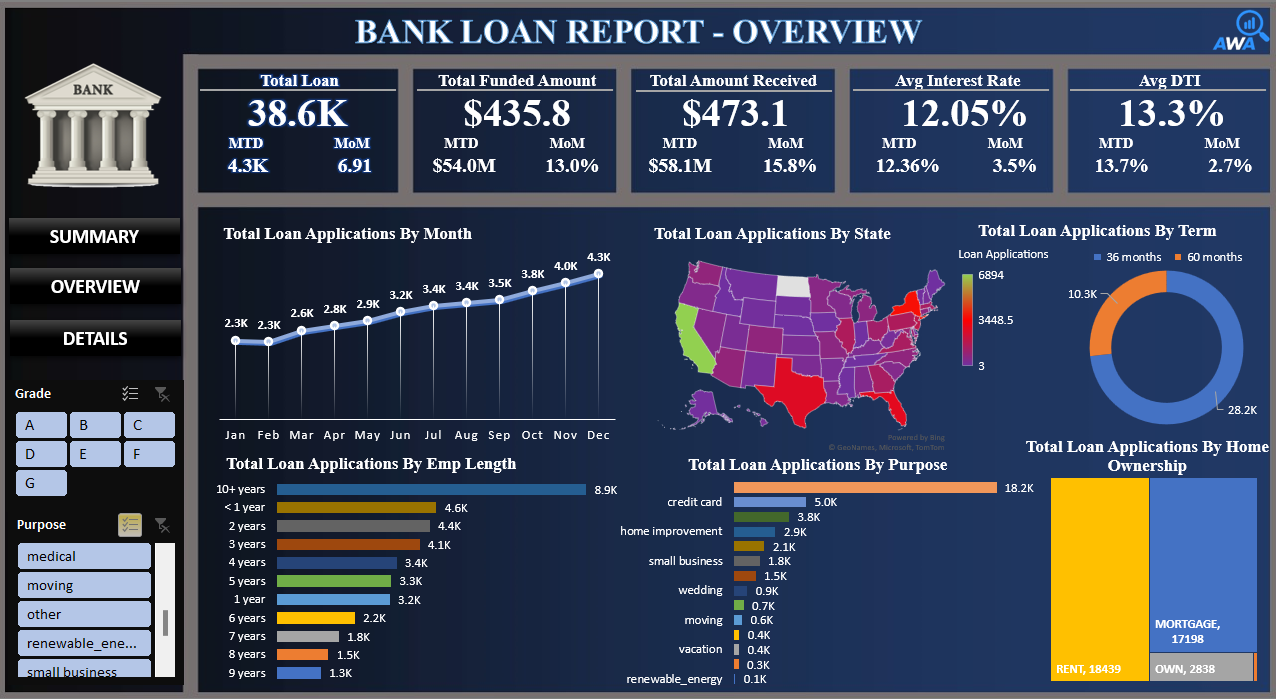 BANK LOAN REPORT - OVERVIEW
AWA
BANK
Total Loan
38.6K
MTD MoM
4.3K 6.91
Total Funded Amount
$435.8
MTD MoM
$54.0M 13.0%
Total Amount Received
$473.1
MTD MoM
$58.1M 15.8%
Avg Interest Rate
12.05%
MTD MoM
12.36% 3.5%
Avg DTI
13.3%
MTD MoM
13.7% 2.7%
SUMMARY
OVERVIEW
DETAILS
Grade
A B C
D E F
G
Purpose
medical
moving
other
renewable_ene...
small business
Total Loan Applications By Month
2.3K 2.3K 2.6K 2.8K 2.9K 3.2K 3.4K 3.4K 3.5K 3.8K 4.0K 4.3K
Jan Feb Mar Apr May Jun Jul Aug Sep Oct Nov Dec
Total Loan Applications By State
Loan Applications
6894
3448.5
3
Powered by Bing
© GeoNames, Microsoft, TomTom
Total Loan Applications By Term
36 months 60 months
10.3K
28.2K
Total Loan Applications By Emp Length
10+ years 8.9K
< 1 year 4.6K
2 years 4.4K
3 years 4.1K
4 years 3.4K
5 years 3.3K
1 year 3.2K
6 years 2.2K
7 years 1.8K
8 years 1.5K
9 years 1.3K
Total Loan Applications By Purpose
18.2K
credit card 5.0K
3.8K
home improvement 2.9K
2.1K
small business 1.8K
1.5K
wedding 0.9K
0.7K
moving 0.6K
0.4K
vacation 0.4K
0.3K
renewable_energy 0.1K
Total Loan Applications By Home
Ownership
RENT, 18439
MORTGAGE,
17198
OWN, 2838